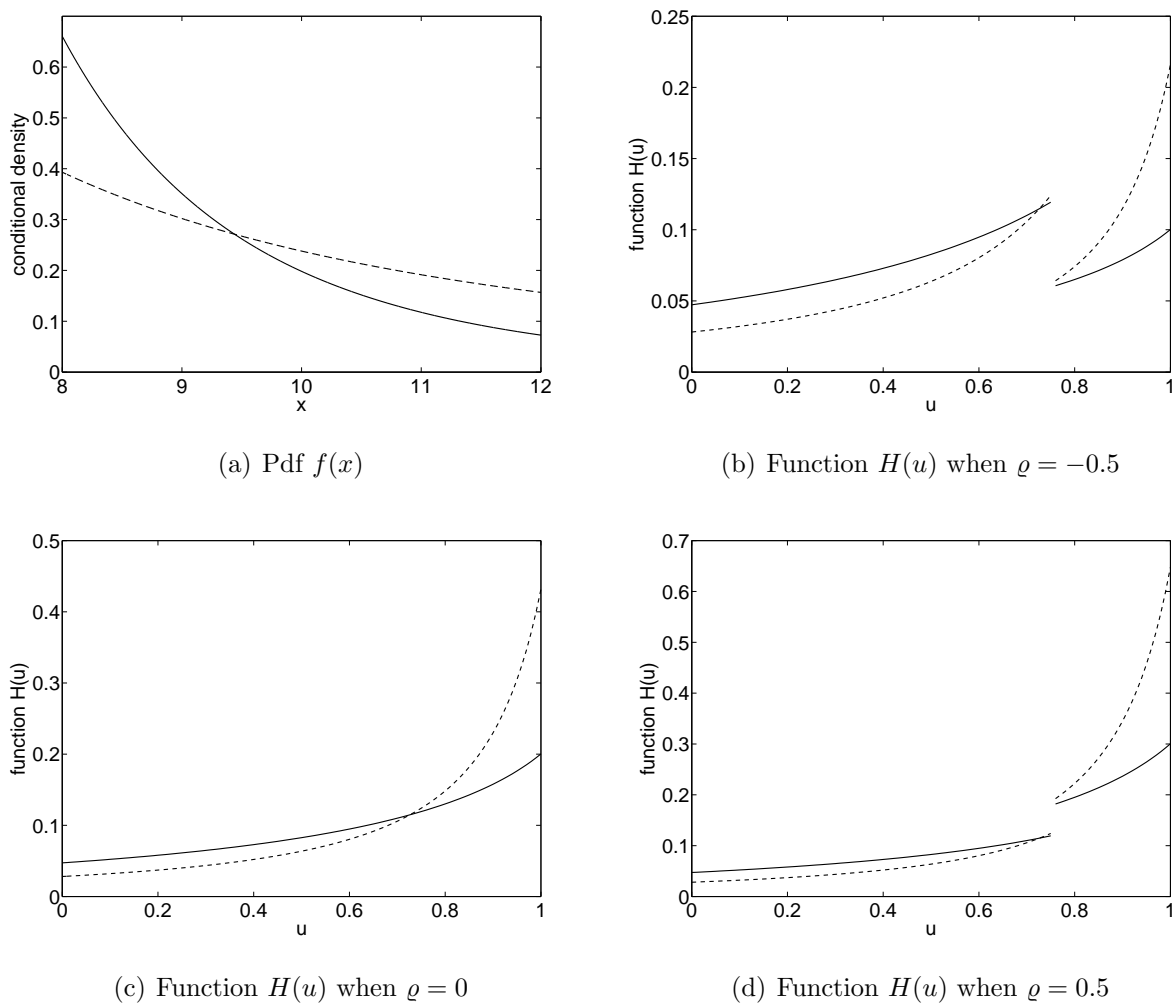 conditional density
0.6
0.5
0.4
0.3
0.2
0.1
0
8 9 10 11 12
x
(a) Pdf f(x)
function H(u)
0.25
0.2
0.15
0.1
0.05
0
0 0.2 0.4 0.6 0.8 1
u
(b) Function H(u) when ϱ = −0.5
function H(u)
0.5
0.4
0.3
0.2
0.1
0
0 0.2 0.4 0.6 0.8 1
u
(c) Function H(u) when ϱ = 0
function H(u)
0.7
0.6
0.5
0.4
0.3
0.2
0.1
0
0 0.2 0.4 0.6 0.8 1
u
(d) Function H(u) when ϱ = 0.5